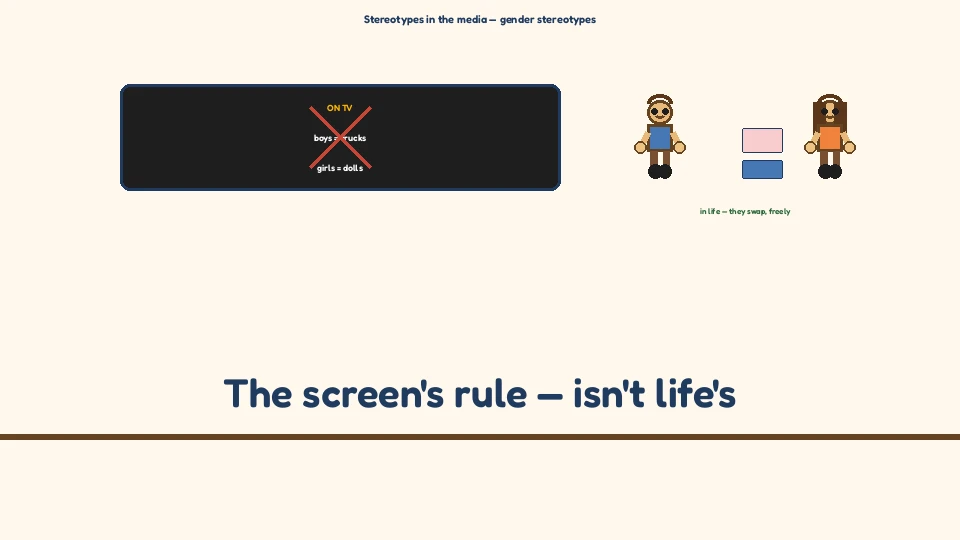 Stereotypes in the media — gender stereotypes
ON TV
boys = trucks
girls = dolls
in life — they swap, freely
The screen's rule — isn't life's